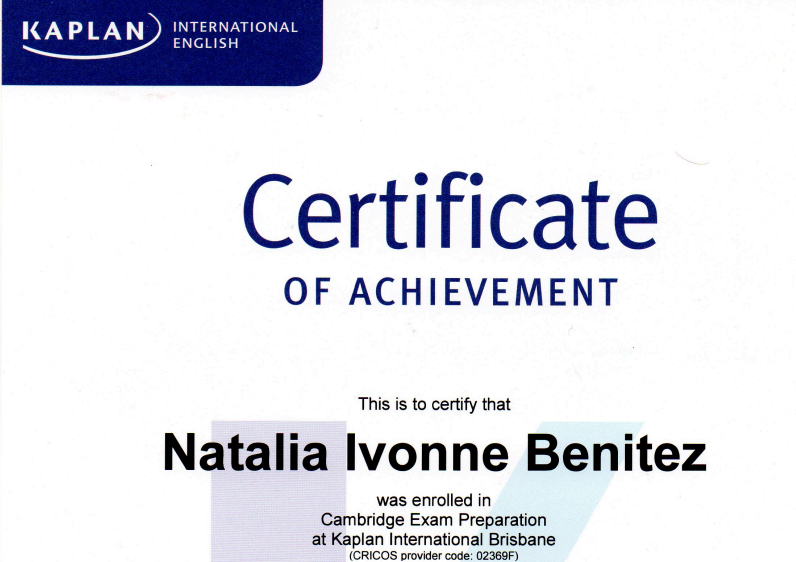 KAPLAN INTERNATIONAL
ENGLISH
Certificate
OF ACHIEVEMENT
This is to certify that
Natalia Ivonne Benitez
was enrolled in
Cambridge Exam Preparation
at Kaplan International Brisbane
(CRICOS provider code: 02369F)